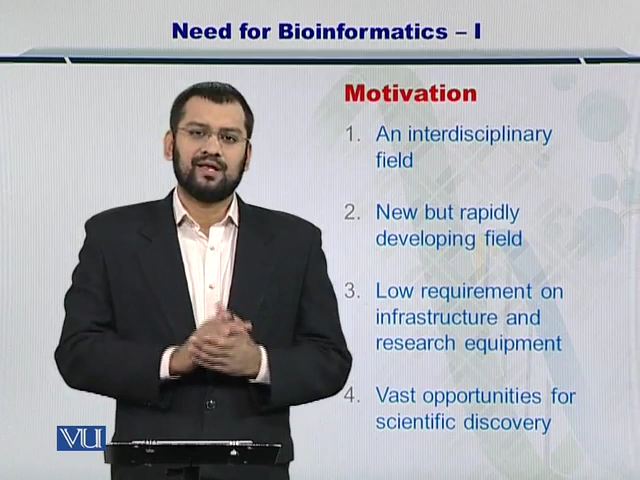 Need for Bioinformatics – I
Motivation
1. An interdisciplinary
field
2. New but rapidly
developing field
3. Low requirement on
infrastructure and
research equipment
4. Vast opportunities for
scientific discovery
VU